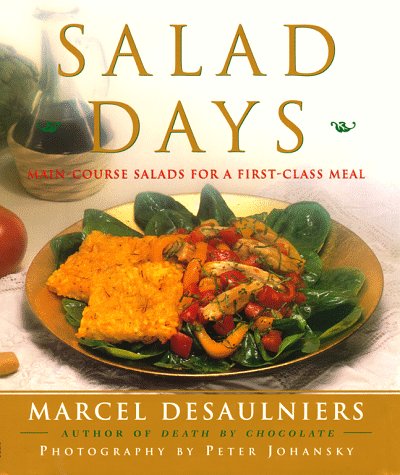 SALAD
DAYS
MAIN-COURSE SALADS FOR A FIRST-CLASS MEAL
MARCEL DESAULNIERS
AUTHOR OF DEATH BY CHOCOLATE
PHOTOGRAPHY BY PETER JOHANSKY